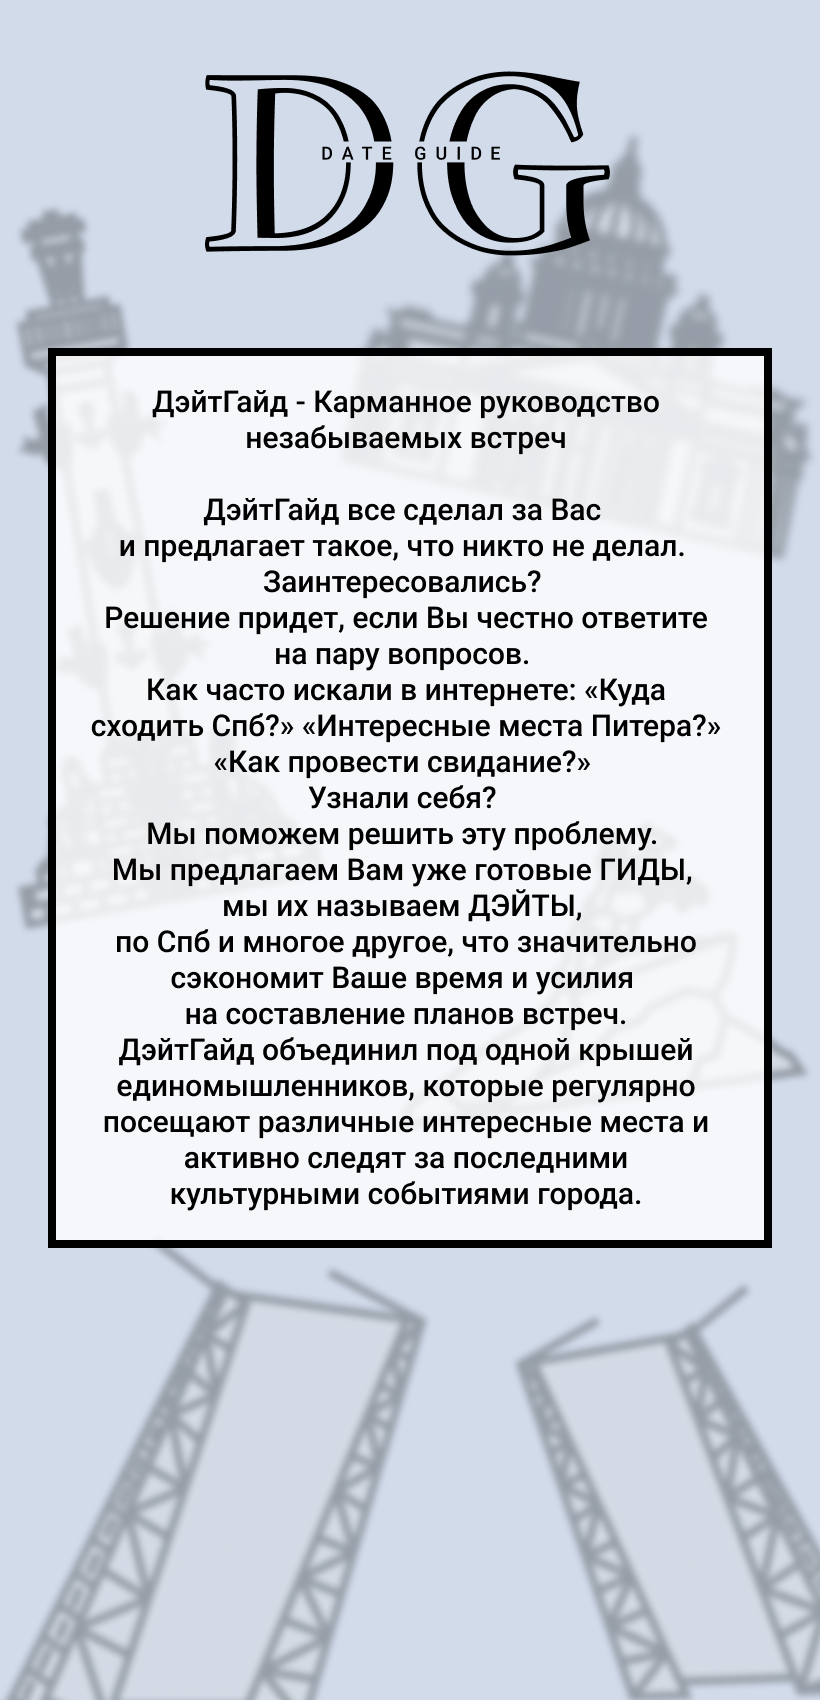 DG
DATE GUIDE
ДэйтГайд - Карманное руководство
незабываемых встреч
ДэйтГайд все сделал за Вас
и предлагает такое, что никто не делал.
Заинтересовались?
Решение придет, если Вы честно ответите
на пару вопросов.
Как часто искали в интернете: «Куда
сходить Спб?» «Интересные места Питера?»
«Как провести свидание?»
Узнали себя?
Мы поможем решить эту проблему.
Мы предлагаем Вам уже готовые ГИДЫ,
мы их называем ДЭЙТЫ,
по Спб и многое другое, что значительно
сэкономит Ваше время и усилия
на составление планов встреч.
ДэйтГайд объединил под одной крышей
единомышленников, которые регулярно
посещают различные интересные места и
активно следят за последними
культурными событиями города.